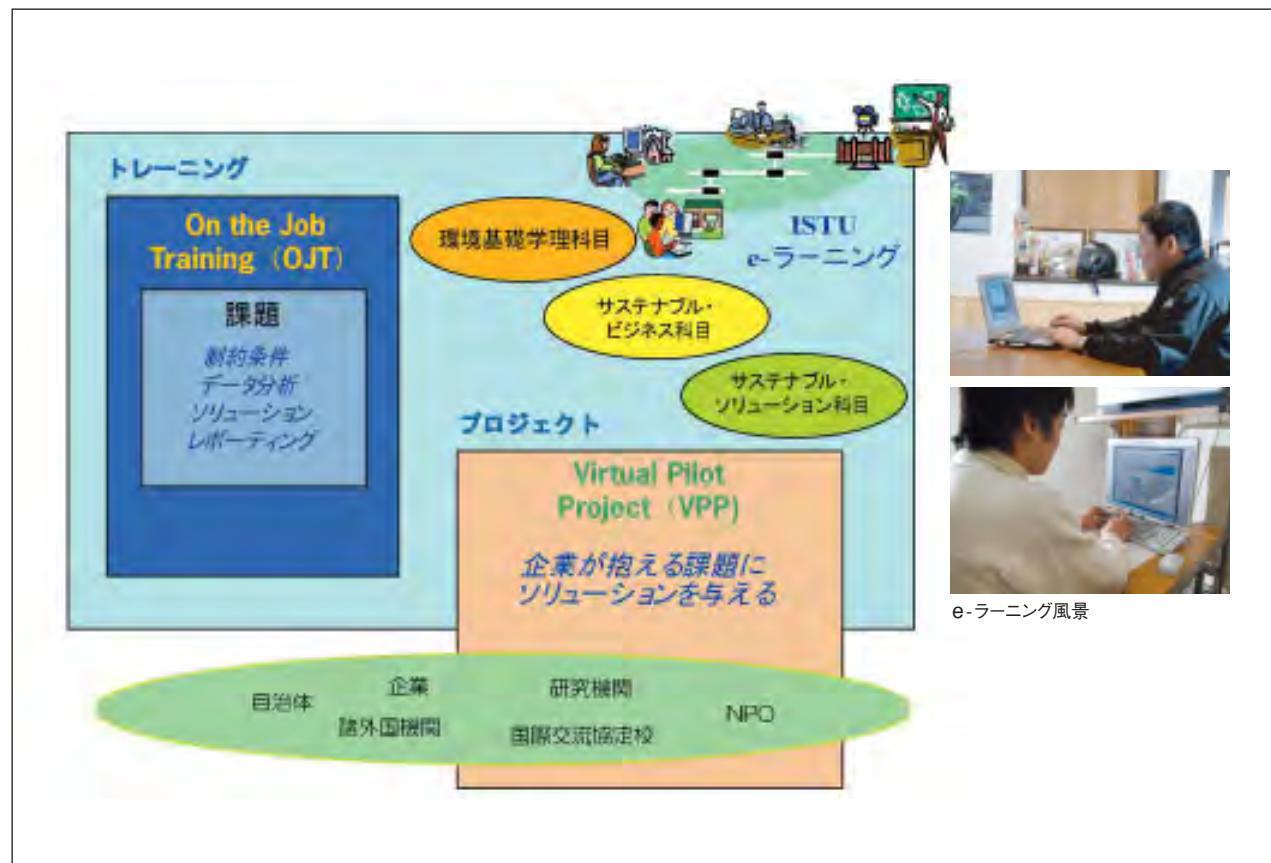 トレーニング
On the Job
Training (OJT)
課題
制約条件
データ分析
ソリューション
レポーティング
環境基礎学理科目
サステナブル・
ビジネス科目
サステナブル・
ソリューション科目
ISTU
e-ラーニング
プロジェクト
Virtual Pilot
Project (VPP)
企業が抱える課題に
ソリューションを与える
自治体
企業
諸外国機関
研究機関
国際交流協定校
NPO
e-ラーニング風景